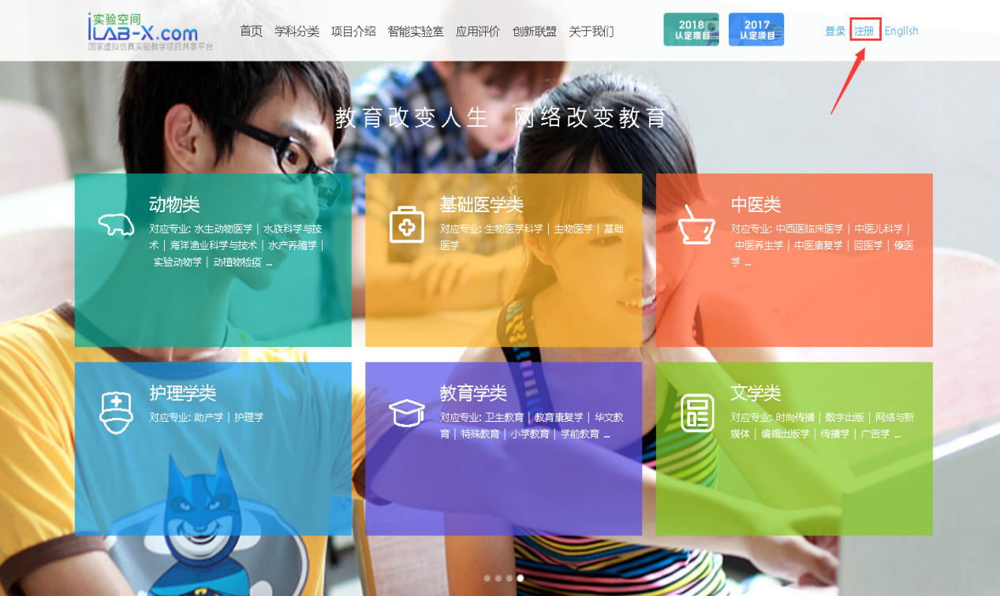 实验空间
iLAB-X.com
国家虚拟仿真实验教学项目共享平台
首页 学科分类 项目介绍 智能实验室 应用评价 创新联盟 关于我们
2018
认定项目
2017
认定项目
登录 注册 English
教育改变人生 网络改变教育
动物类
对应专业: 水生动物医学 | 水族科学与技
术 | 海洋渔业科学与技术 | 水产养殖学 |
实验动物学 | 动植物检疫 ...
基础医学类
对应专业: 生物医学科学 | 生物医学 | 基础
医学
中医类
对应专业: 中西医临床医学 | 中医儿科学 |
中医养生学 | 中医康复学 | 回医学 | 傣医
学 ...
护理学类
对应专业: 助产学 | 护理学
教育学类
对应专业: 卫生教育 | 教育康复学 | 华文教
育 | 特殊教育 | 小学教育 | 学前教育 ...
文学类
对应专业: 时尚传播 | 数字出版 | 网络与新
媒体 | 编辑出版学 | 传播学 | 广告学 ...